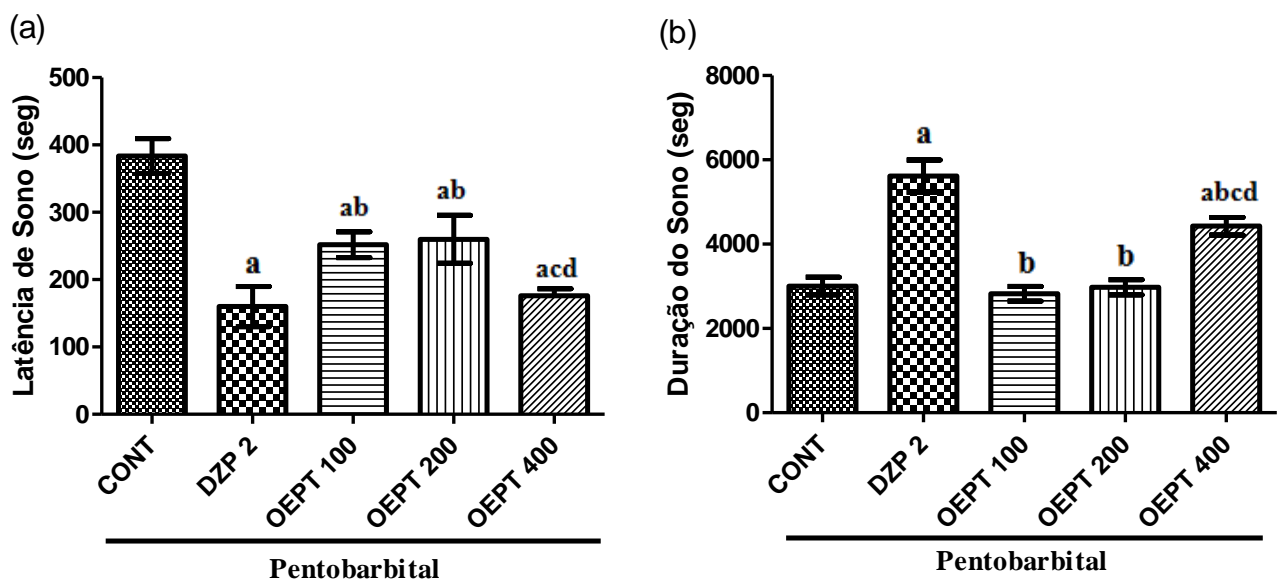 (a)
Latência de Sono (seg)
500
400
300
200
100
0
a
ab
ab
acd
CONT
DZP 2
OEPT 100
OEPT 200
OEPT 400
Pentobarbital
(b)
Duração do Sono (seg)
8000
6000
4000
2000
0
a
b
b
abcd
CONT
DZP 2
OEPT 100
OEPT 200
OEPT 400
Pentobarbital